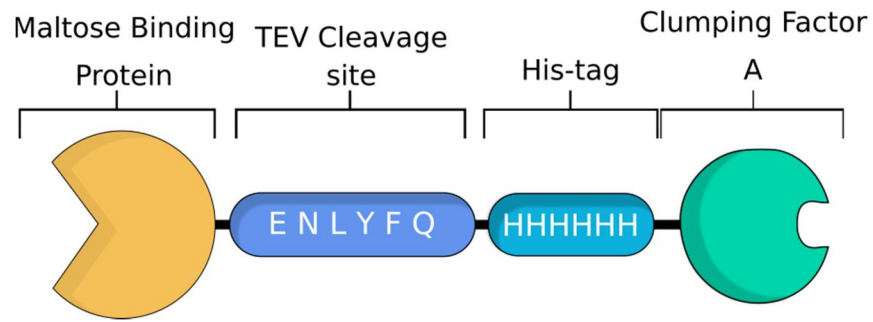 Maltose Binding
Protein
TEV Cleavage
site
His-tag
Clumping Factor
A
E N L Y F Q
HHHHHH